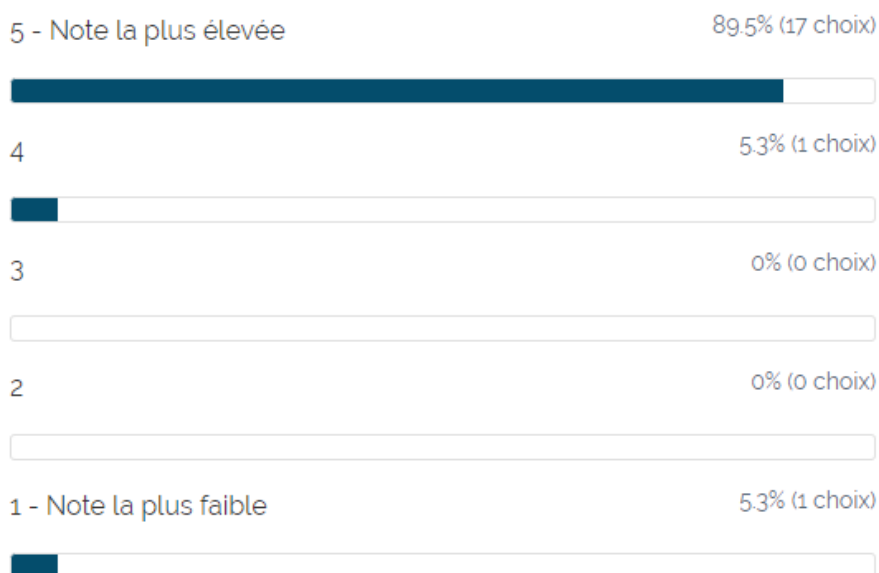 5 - Note la plus élevée 89.5% (17 choix)
4 5.3% (1 choix)
3 0% (0 choix)
2 0% (0 choix)
1 - Note la plus faible 5.3% (1 choix)